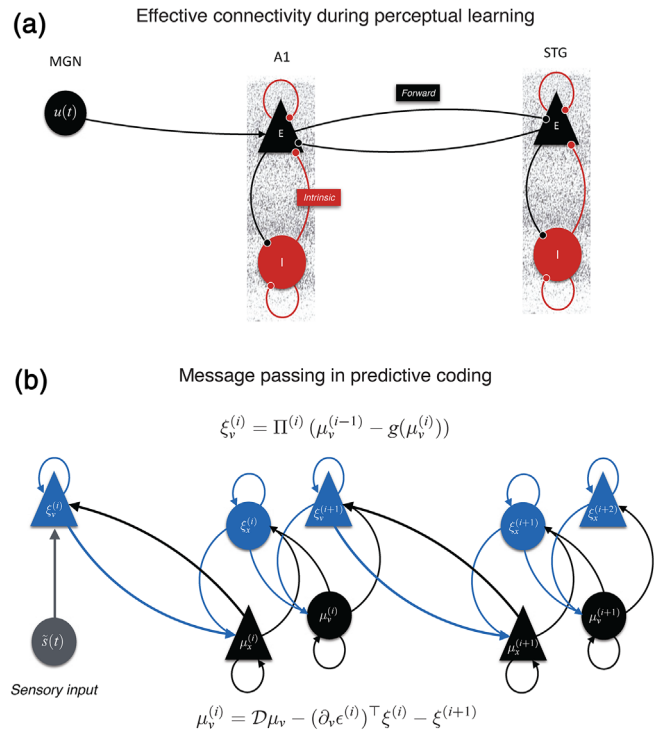 (a)
Effective connectivity during perceptual learning
MGN
A1
STG
u(t)
Forward
E
E
Intrinsic
I
I
(b)
Message passing in predictive coding
ξ_v^{(i)} = Π^{(i)} (μ_v^{(i−1)} − g(μ_v^{(i)}))
ξ_v^{(i)}
ξ_x^{(i)}
ξ_v^{(i+1)}
ξ_x^{(i+1)}
ξ_v^{(i+2)}
s̃(t)
μ_x^{(i)}
μ_v^{(i)}
μ_x^{(i+1)}
μ_v^{(i+1)}
Sensory input
μ_v^{(i)} = 𝒟μ_v − (∂_v ϵ^{(i)})^⊤ ξ^{(i)} − ξ^{(i+1)}